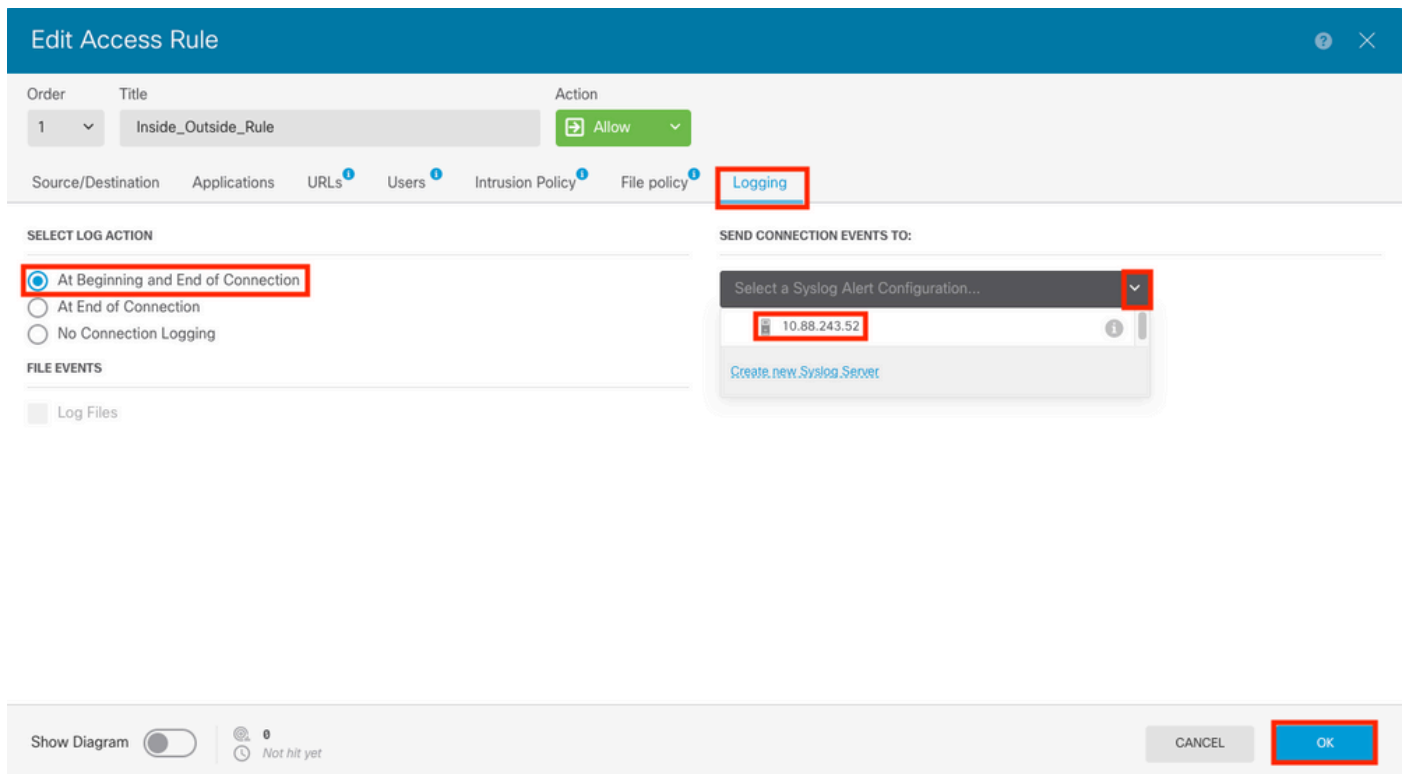 Edit Access Rule
Order Title Action
1 Inside_Outside_Rule Allow
Source/Destination Applications URLs Users Intrusion Policy File policy Logging
SELECT LOG ACTION
At Beginning and End of Connection
At End of Connection
No Connection Logging
FILE EVENTS
Log Files
SEND CONNECTION EVENTS TO:
Select a Syslog Alert Configuration...
10.88.243.52
Create new Syslog Server
Show Diagram
0
Not hit yet
CANCEL OK